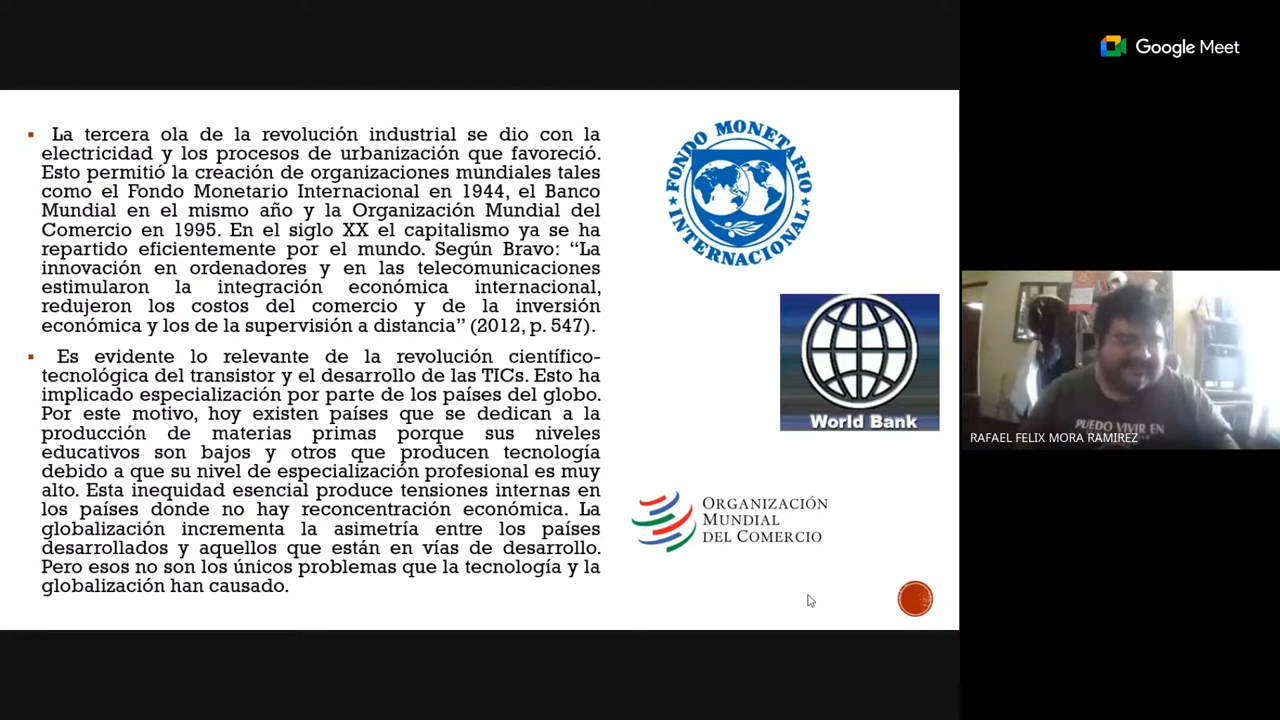 Google Meet
La tercera ola de la revolución industrial se dio con la
electricidad y los procesos de urbanización que favoreció.
Esto permitió la creación de organizaciones mundiales tales
como el Fondo Monetario Internacional en 1944, el Banco
Mundial en el mismo año y la Organización Mundial del
Comercio en 1995. En el siglo XX el capitalismo ya se ha
repartido eficientemente por el mundo. Según Bravo: “La
innovación en ordenadores y en las telecomunicaciones
estimularon la integración económica internacional,
redujeron los costos del comercio y de la inversión
económica y los de la supervisión a distancia” (2012, p. 547).
Es evidente lo relevante de la revolución científico-
tecnológica del transistor y el desarrollo de las TICs. Esto ha
implicado especialización por parte de los países del globo.
Por este motivo, hoy existen países que se dedican a la
producción de materias primas porque sus niveles
educativos son bajos y otros que producen tecnología
debido a que su nivel de especialización profesional es muy
alto. Esta inequidad esencial produce tensiones internas en
los países donde no hay reconcentración económica. La
globalización incrementa la asimetría entre los países
desarrollados y aquellos que están en vías de desarrollo.
Pero esos no son los únicos problemas que la tecnología y la
globalización han causado.
FONDO MONETARIO
INTERNACIONAL
World Bank
ORGANIZACIÓN
MUNDIAL
DEL COMERCIO
PUEDO VIVIR EN
RAFAEL FELIX MORA RAMIREZ